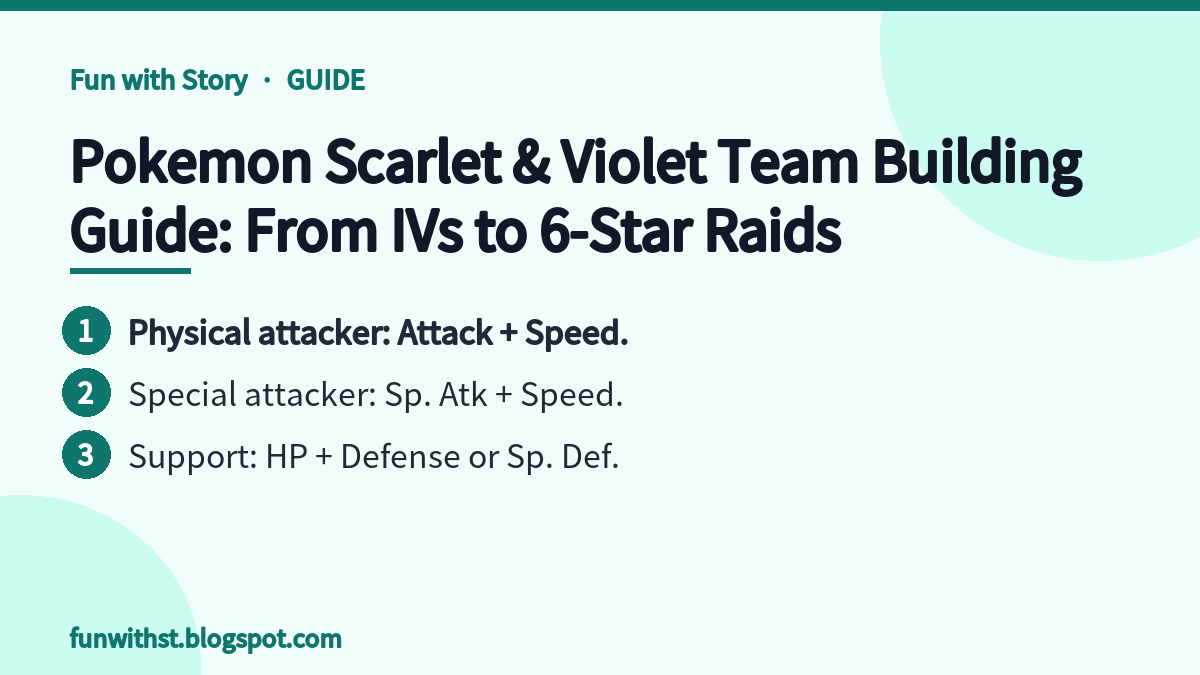 Fun with Story · GUIDE
Pokemon Scarlet & Violet Team Building
Guide: From IVs to 6-Star Raids
1 Physical attacker: Attack + Speed.
2 Special attacker: Sp. Atk + Speed.
3 Support: HP + Defense or Sp. Def.
funwithst.blogspot.com